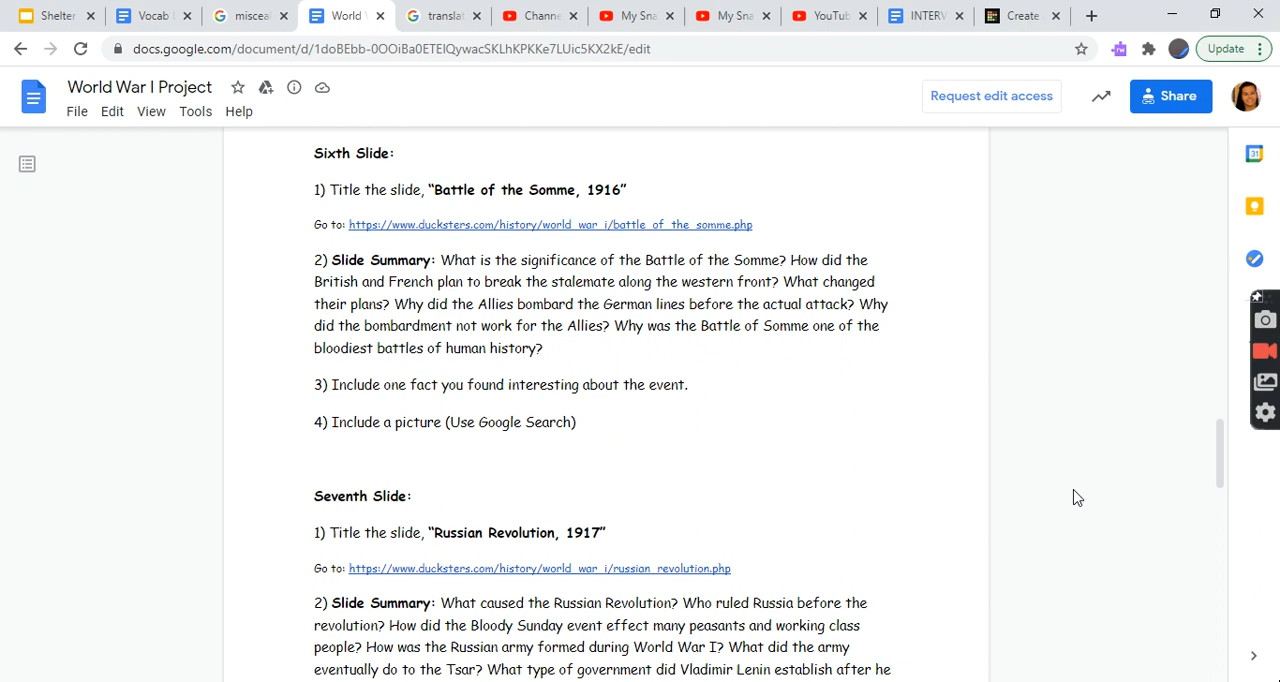 Shelter
Vocab
misceal
World W
translat
Channe
My Sna
My Sna
YouTub
INTERV
Create
docs.google.com/document/d/1doBEbb-0OOiBa0ETEIQywacSKLhKPKKe7LUic5KX2kE/edit
Update
World War I Project
File Edit View Tools Help
Request edit access
Share
31
Sixth Slide:
1) Title the slide, “Battle of the Somme, 1916”
Go to: https://www.ducksters.com/history/world_war_i/battle_of_the_somme.php
2) Slide Summary: What is the significance of the Battle of the Somme? How did the
British and French plan to break the stalemate along the western front? What changed
their plans? Why did the Allies bombard the German lines before the actual attack? Why
did the bombardment not work for the Allies? Why was the Battle of Somme one of the
bloodiest battles of human history?
3) Include one fact you found interesting about the event.
4) Include a picture (Use Google Search)
Seventh Slide:
1) Title the slide, “Russian Revolution, 1917”
Go to: https://www.ducksters.com/history/world_war_i/russian_revolution.php
2) Slide Summary: What caused the Russian Revolution? Who ruled Russia before the
revolution? How did the Bloody Sunday event effect many peasants and working class
people? How was the Russian army formed during World War I? What did the army
eventually do to the Tsar? What type of government did Vladimir Lenin establish after he